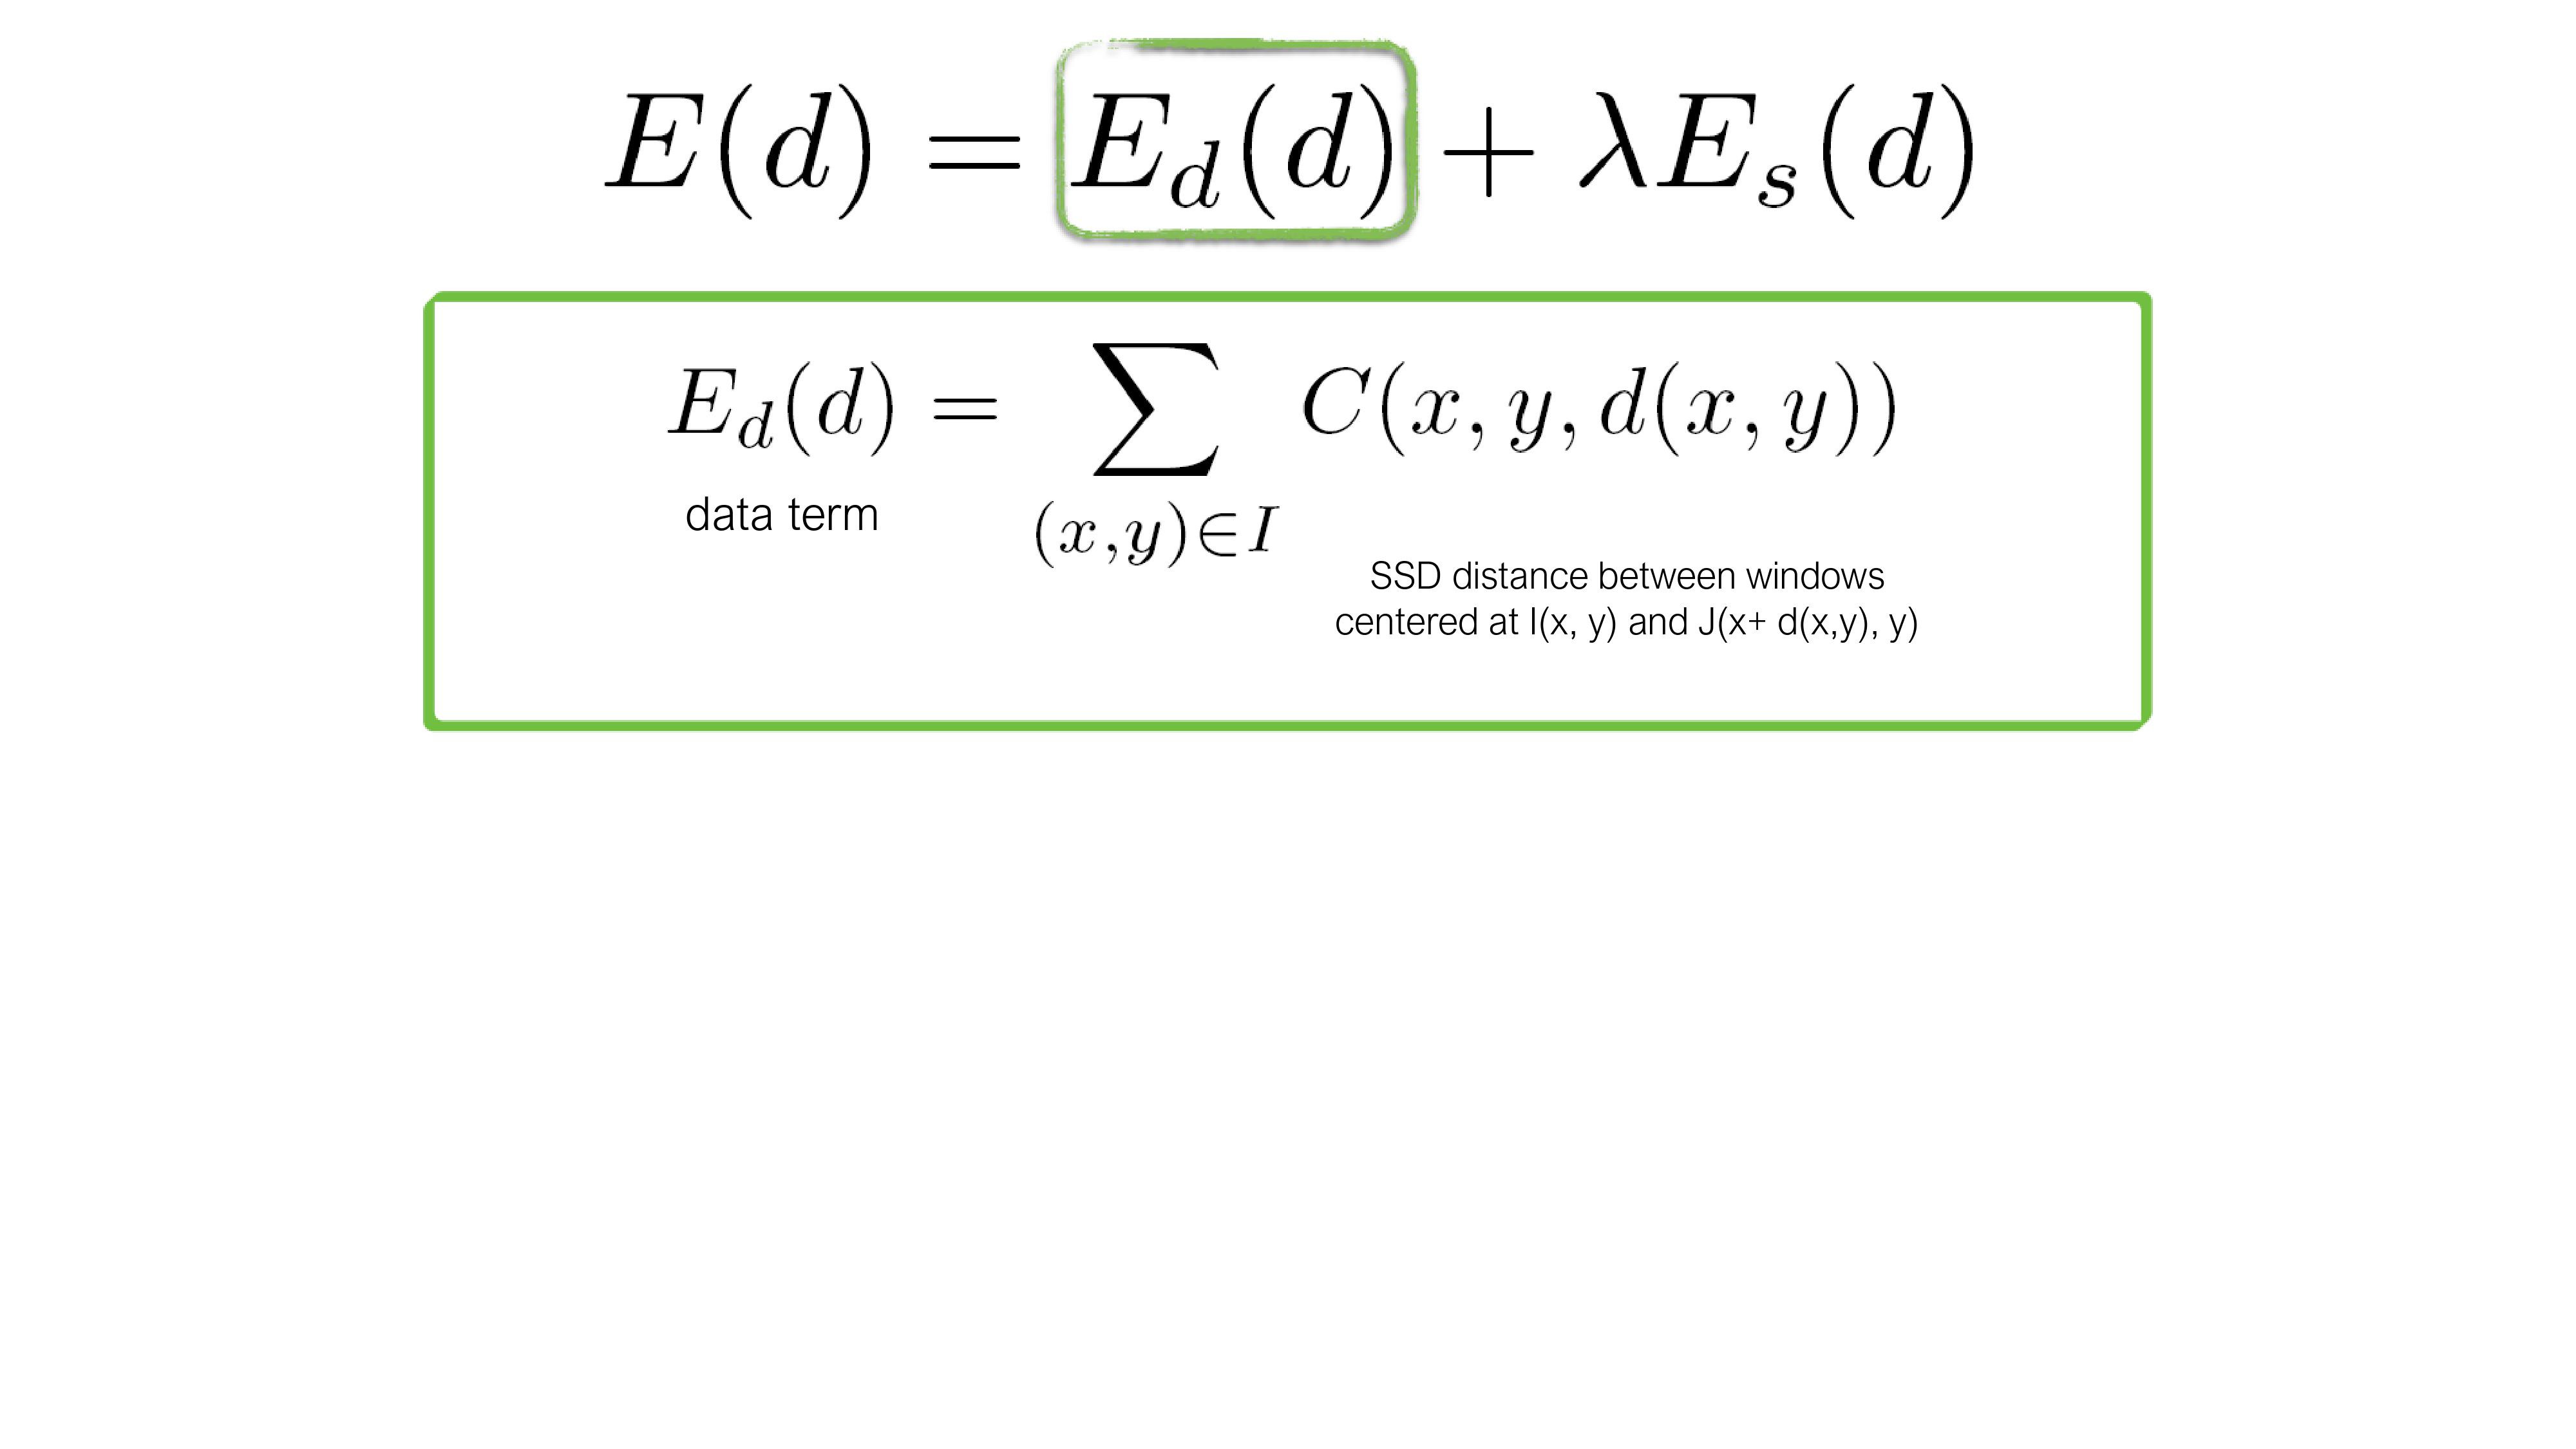 E(d) = E_d(d) + λE_s(d)
E_d(d) = ∑ C(x, y, d(x, y))
(x,y)∈I
data term
SSD distance between windows
centered at I(x, y) and J(x+ d(x,y), y)